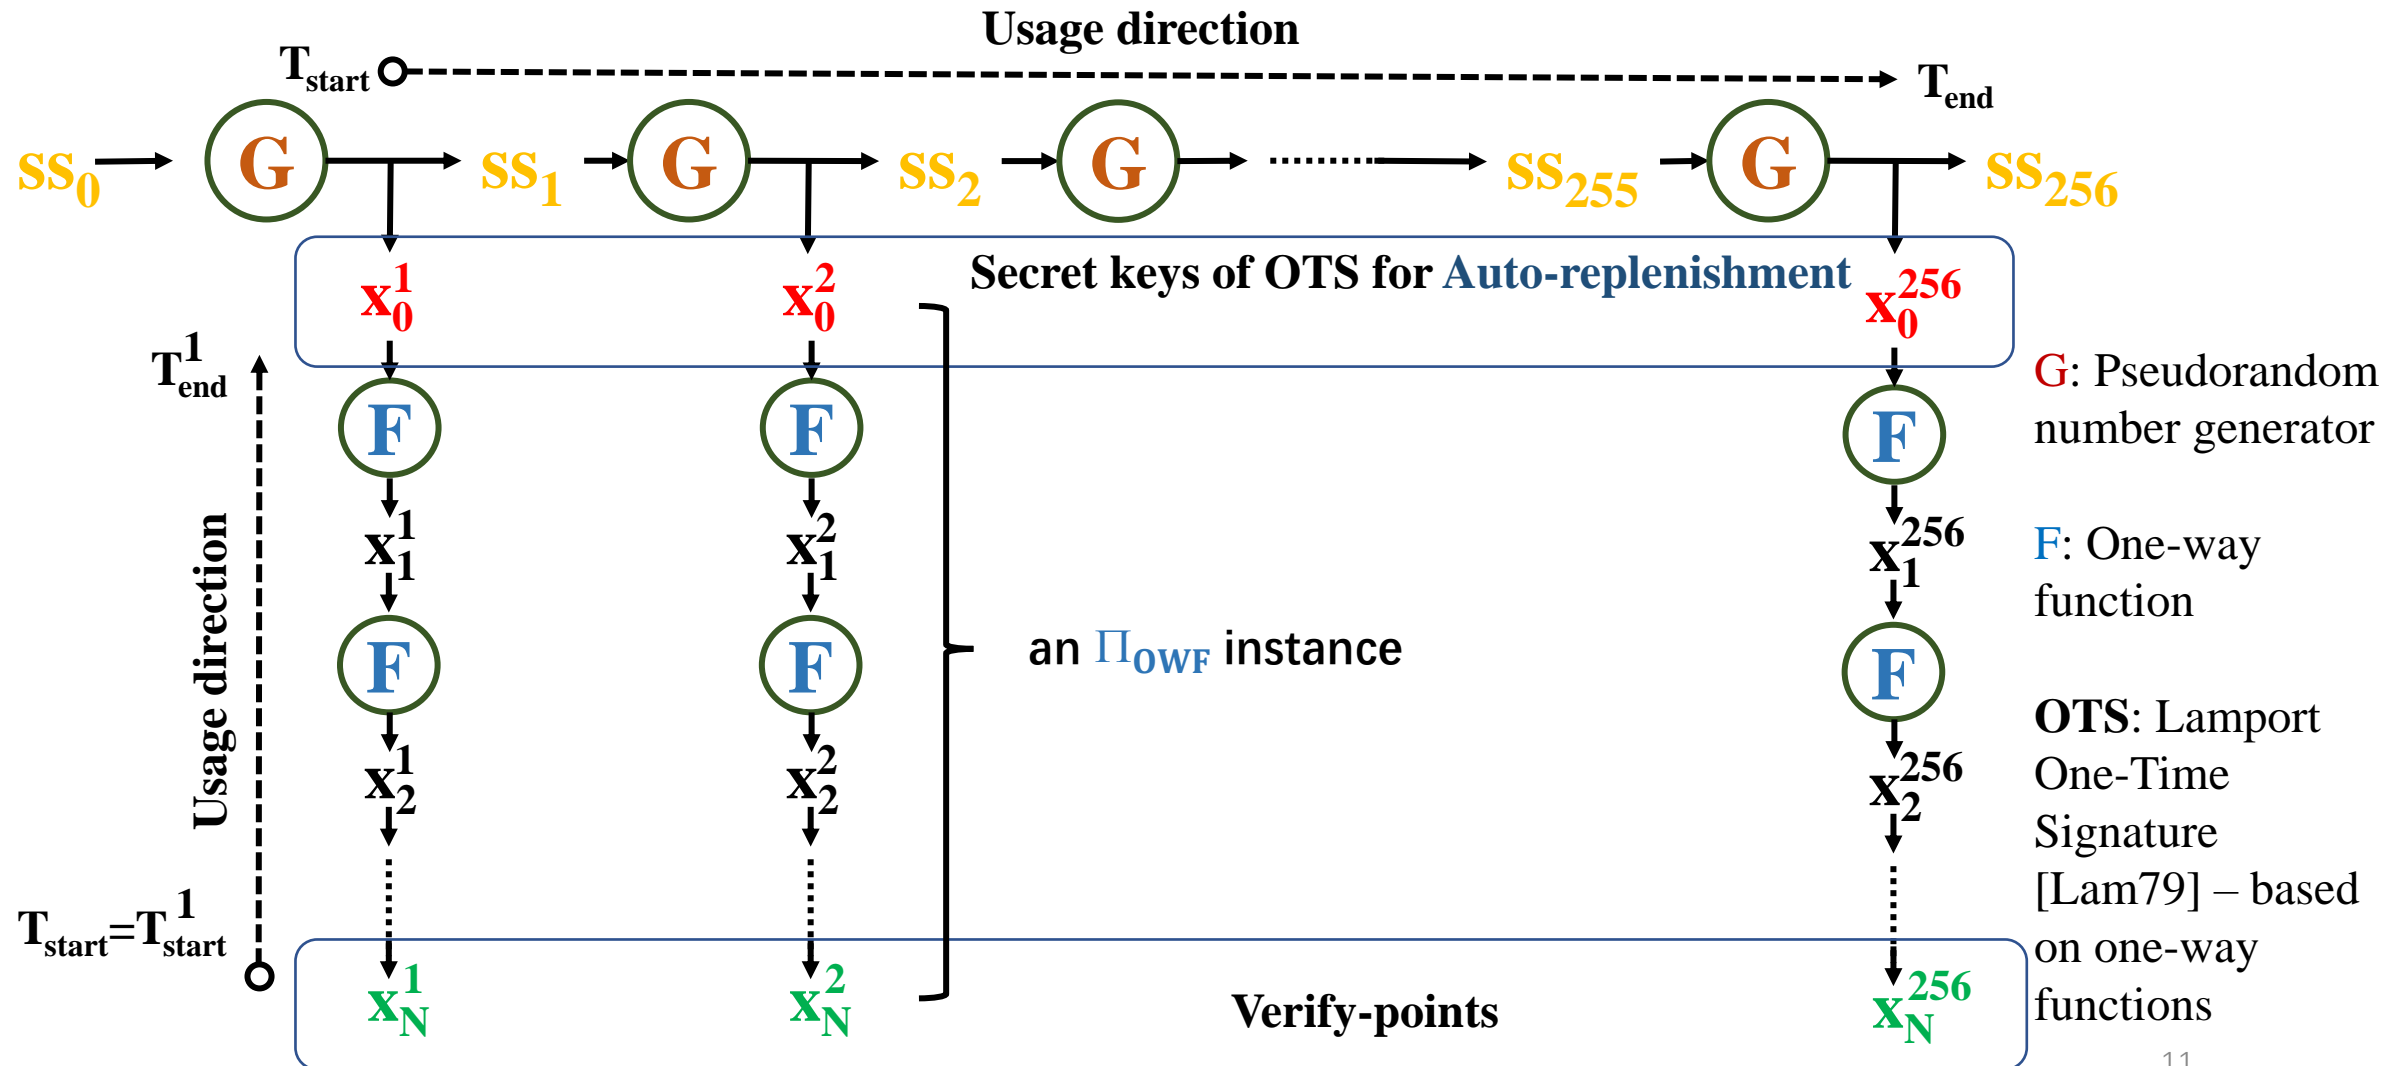 Usage direction
T_start
T_end
ss_0 G ss_1 G ss_2 G ss_255 G ss_256
Secret keys of OTS for Auto-replenishment
x_0^1 x_0^2 x_0^256
T_end^1
F F F
G: Pseudorandom
number generator
x_1^1 x_1^2 x_1^256
F: One-way
function
Usage direction
F F F
an Π_OWF instance
x_2^1 x_2^2 x_2^256
OTS: Lamport
One-Time
Signature
[Lam79] – based
on one-way
functions
T_start=T_start^1
x_N^1 x_N^2 x_N^256
Verify-points
11